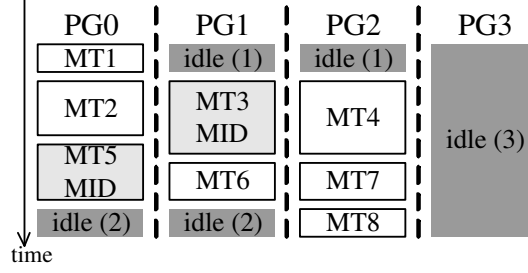 PG0 PG1 PG2 PG3
MT1 idle (1) idle (1)
MT2 MT3 MID MT4 idle (3)
MT5 MID MT6 MT7
idle (2) idle (2) MT8
time